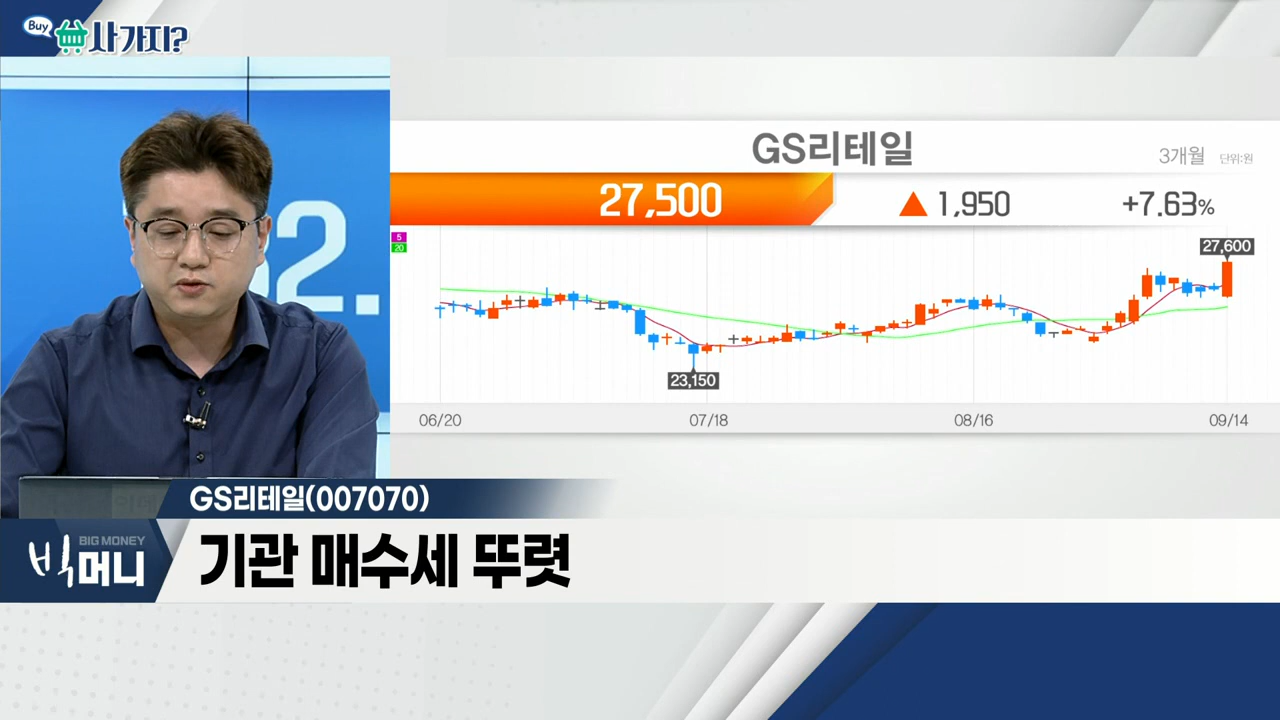 Buy 사 가지?
GS리테일
3개월 단위:원
27,500 ▲ 1,950 +7.63%
5
20
27,600
23,150
06/20 07/18 08/16 09/14
32.
GS리테일(007070)
BIG MONEY
빅머니
기관 매수세 뚜렷